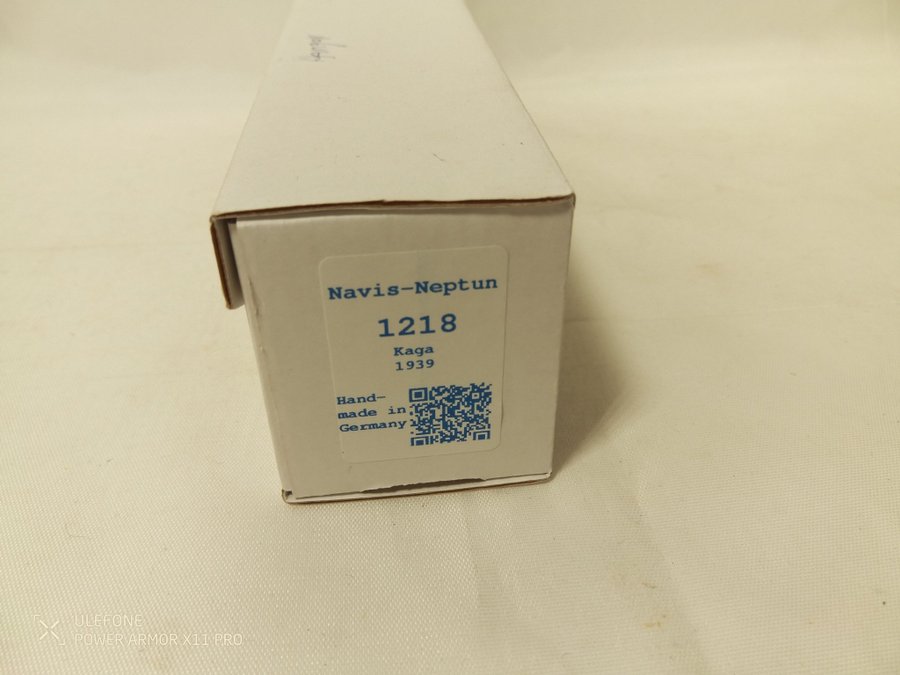 Navis-Neptun
1218
Kaga
1939
Hand-
made in
Germany
ULEFONE
POWER ARMOR X11 PRO